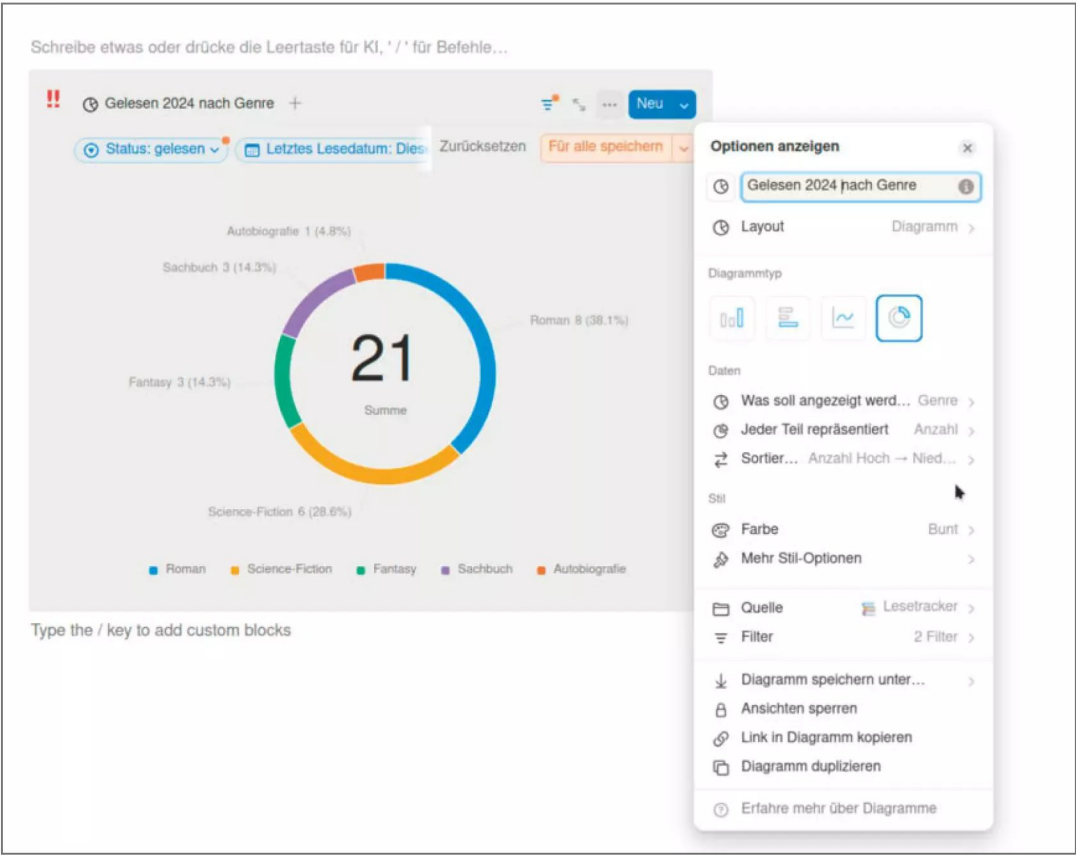 Schreibe etwas oder drücke die Leertaste für KI, ' / ' für Befehle…
!! Gelesen 2024 nach Genre +
Neu
Status: gelesen
Letztes Lesedatum: Dies
Zurücksetzen
Für alle speichern
Autobiografie 1 (4.8%)
Sachbuch 3 (14.3%)
Roman 8 (38.1%)
21
Summe
Fantasy 3 (14.3%)
Science-Fiction 6 (28.6%)
Roman Science-Fiction Fantasy Sachbuch Autobiografie
Type the / key to add custom blocks
Optionen anzeigen
Gelesen 2024 nach Genre
Layout Diagramm
Diagrammtyp
Daten
Was soll angezeigt werd… Genre
Jeder Teil repräsentiert Anzahl
Sortier… Anzahl Hoch → Nied…
Stil
Farbe Bunt
Mehr Stil-Optionen
Quelle Lesetracker
Filter 2 Filter
Diagramm speichern unter…
Ansichten sperren
Link in Diagramm kopieren
Diagramm duplizieren
Erfahre mehr über Diagramme